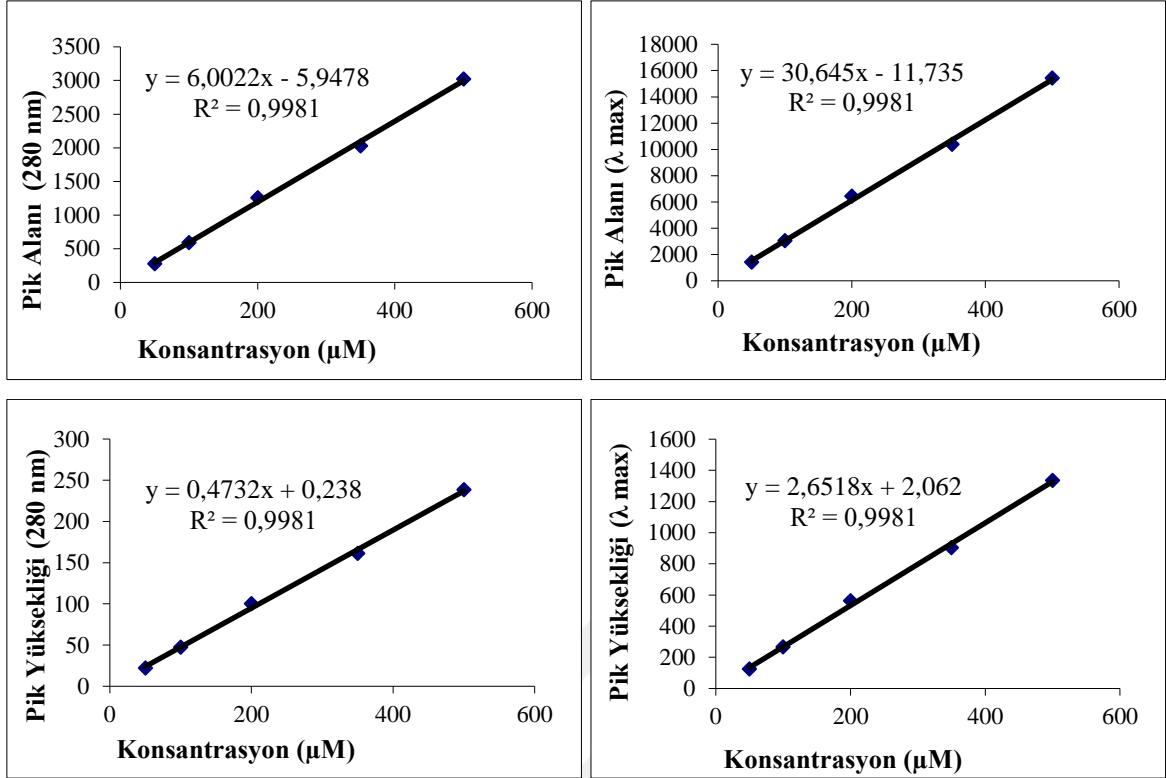 3500
3000
2500
2000
1500
1000
500
0
y = 6,0022x - 5,9478
R² = 0,9981
0 200 400 600
Pik Alanı (280 nm)
Konsantrasyon (µM)
18000
16000
14000
12000
10000
8000
6000
4000
2000
0
y = 30,645x - 11,735
R² = 0,9981
0 200 400 600
Pik Alanı (λ max)
Konsantrasyon (µM)
300
250
200
150
100
50
0
y = 0,4732x + 0,238
R² = 0,9981
0 200 400 600
Pik Yüksekliği (280 nm)
Konsantrasyon (µM)
1600
1400
1200
1000
800
600
400
200
0
y = 2,6518x + 2,062
R² = 0,9981
0 200 400 600
Pik Yüksekliği (λ max)
Konsantrasyon (µM)